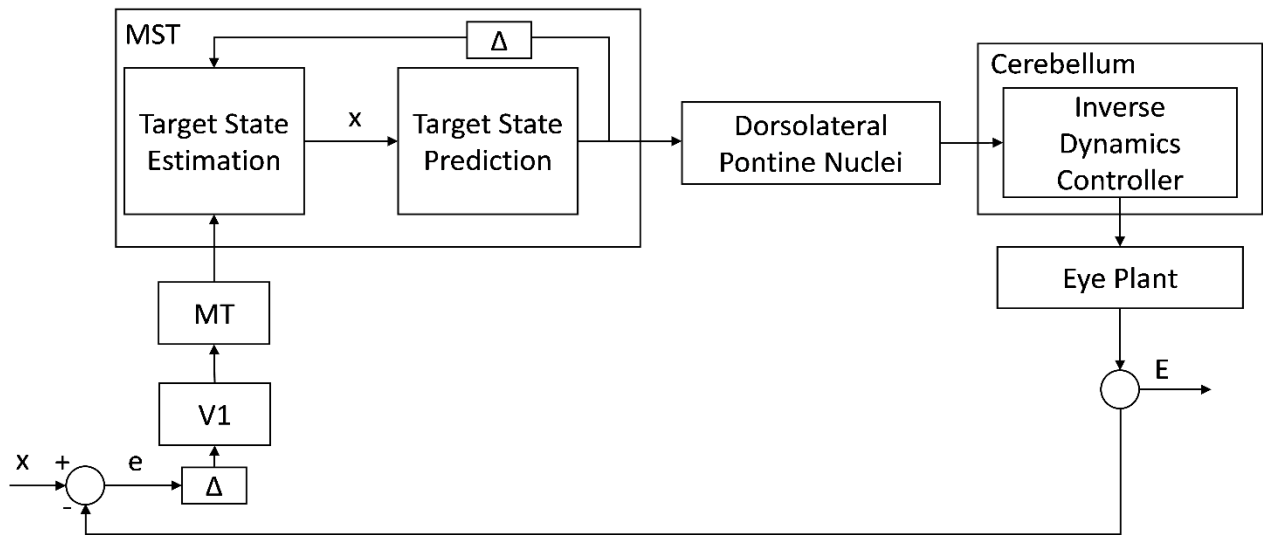 MST
Δ
Target State
Estimation
x
Target State
Prediction
Dorsolateral
Pontine Nuclei
Cerebellum
Inverse
Dynamics
Controller
Eye Plant
E
MT
V1
x
+
-
e
Δ